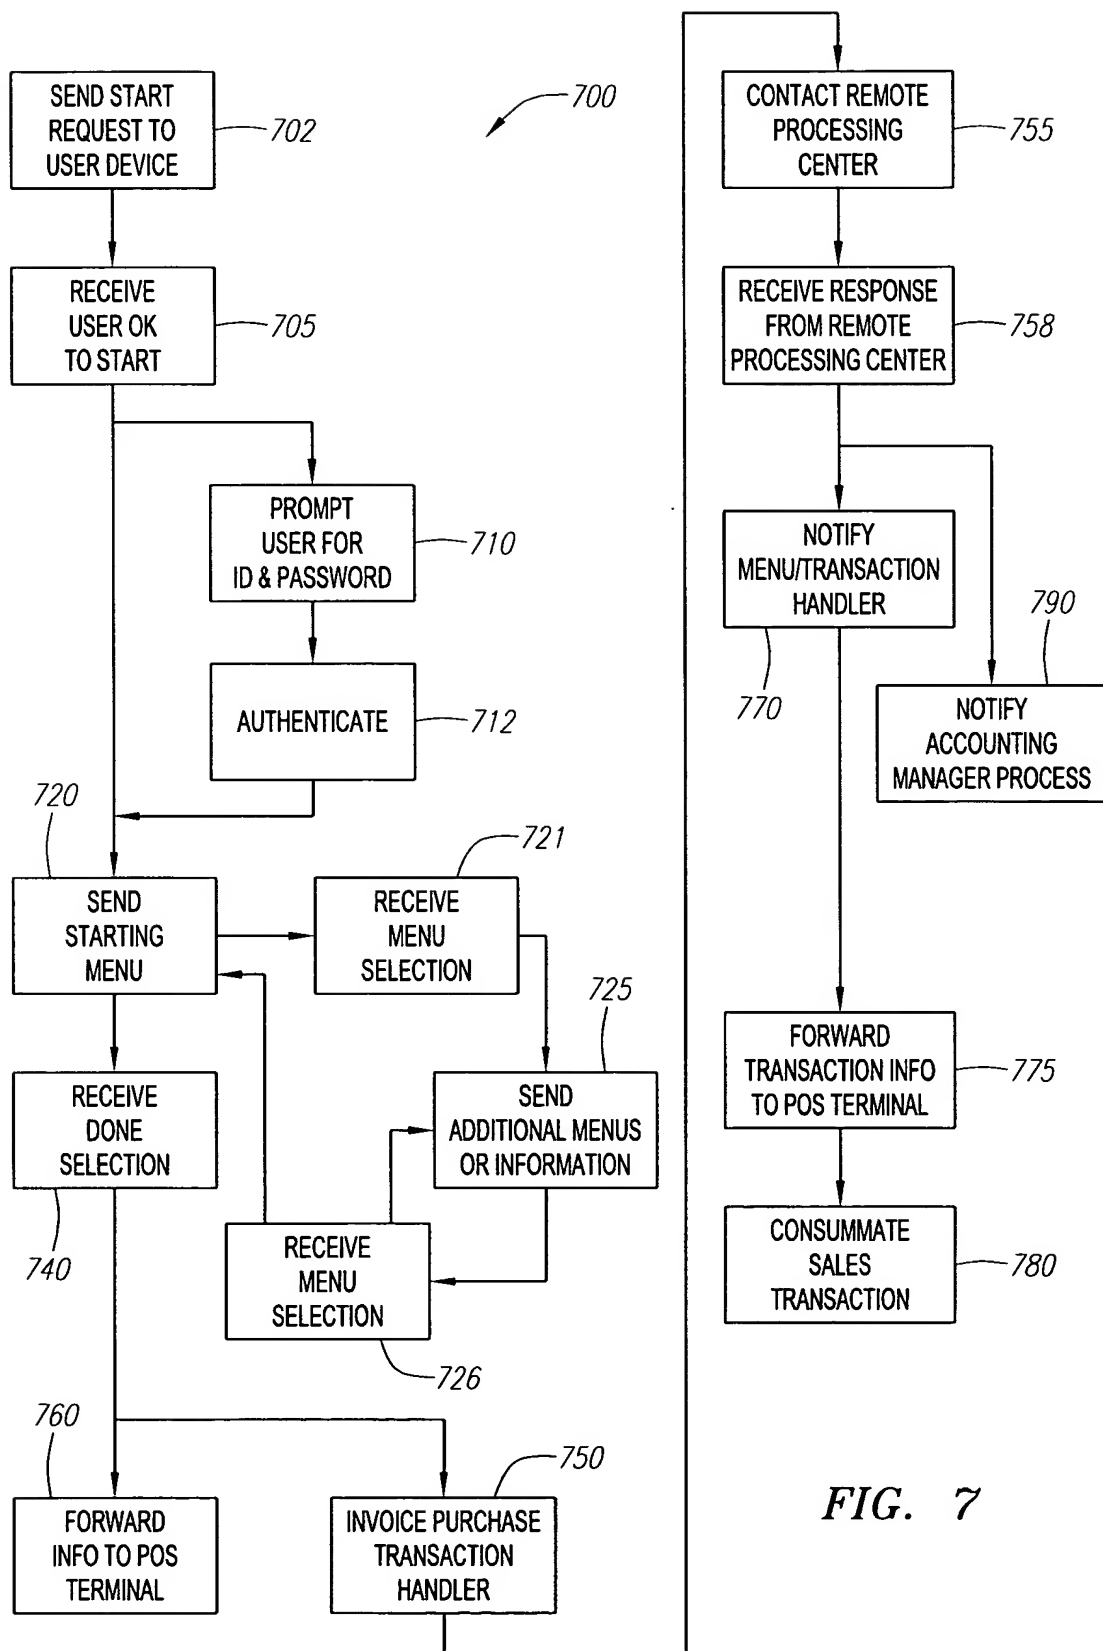 SEND START
REQUEST TO
USER DEVICE
702
700
RECEIVE
USER OK
TO START
705
PROMPT
USER FOR
ID & PASSWORD
710
AUTHENTICATE
712
720
SEND
STARTING
MENU
721
RECEIVE
MENU
SELECTION
725
SEND
ADDITIONAL MENUS
OR INFORMATION
RECEIVE
DONE
SELECTION
740
RECEIVE
MENU
SELECTION
726
760
FORWARD
INFO TO POS
TERMINAL
750
INVOICE PURCHASE
TRANSACTION
HANDLER
CONTACT REMOTE
PROCESSING
CENTER
755
RECEIVE RESPONSE
FROM REMOTE
PROCESSING CENTER
758
NOTIFY
MENU/TRANSACTION
HANDLER
770
790
NOTIFY
ACCOUNTING
MANAGER PROCESS
FORWARD
TRANSACTION INFO
TO POS TERMINAL
775
CONSUMMATE
SALES
TRANSACTION
780
FIG. 7